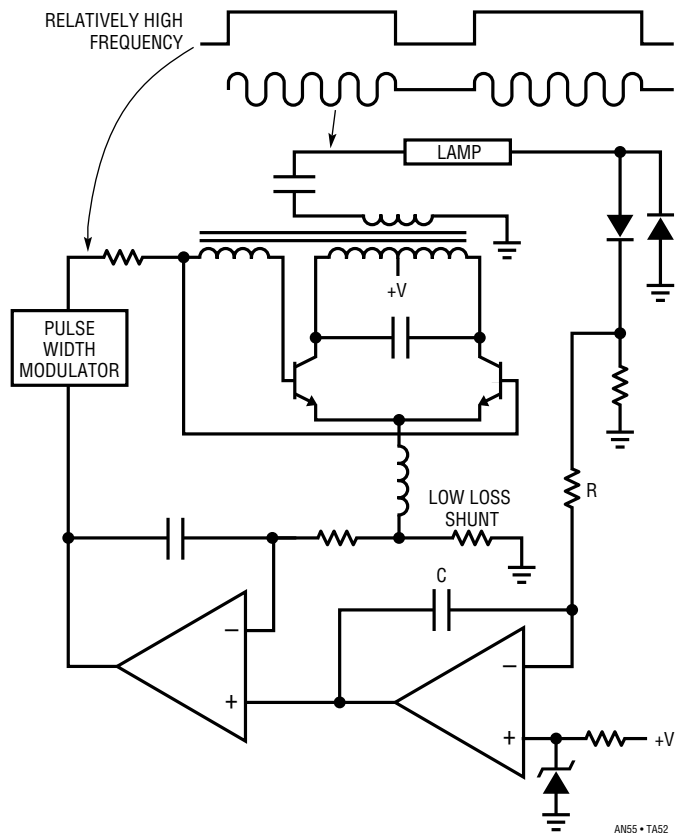 RELATIVELY HIGH
FREQUENCY
LAMP
+V
PULSE
WIDTH
MODULATOR
R
LOW LOSS
SHUNT
C
–
+
–
+
+V
AN55 • TA52